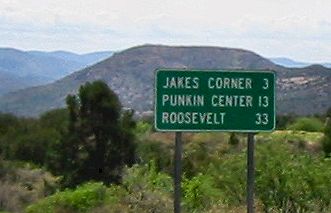 JAKES CORNER 3
PUNKIN CENTER 13
ROOSEVELT 33